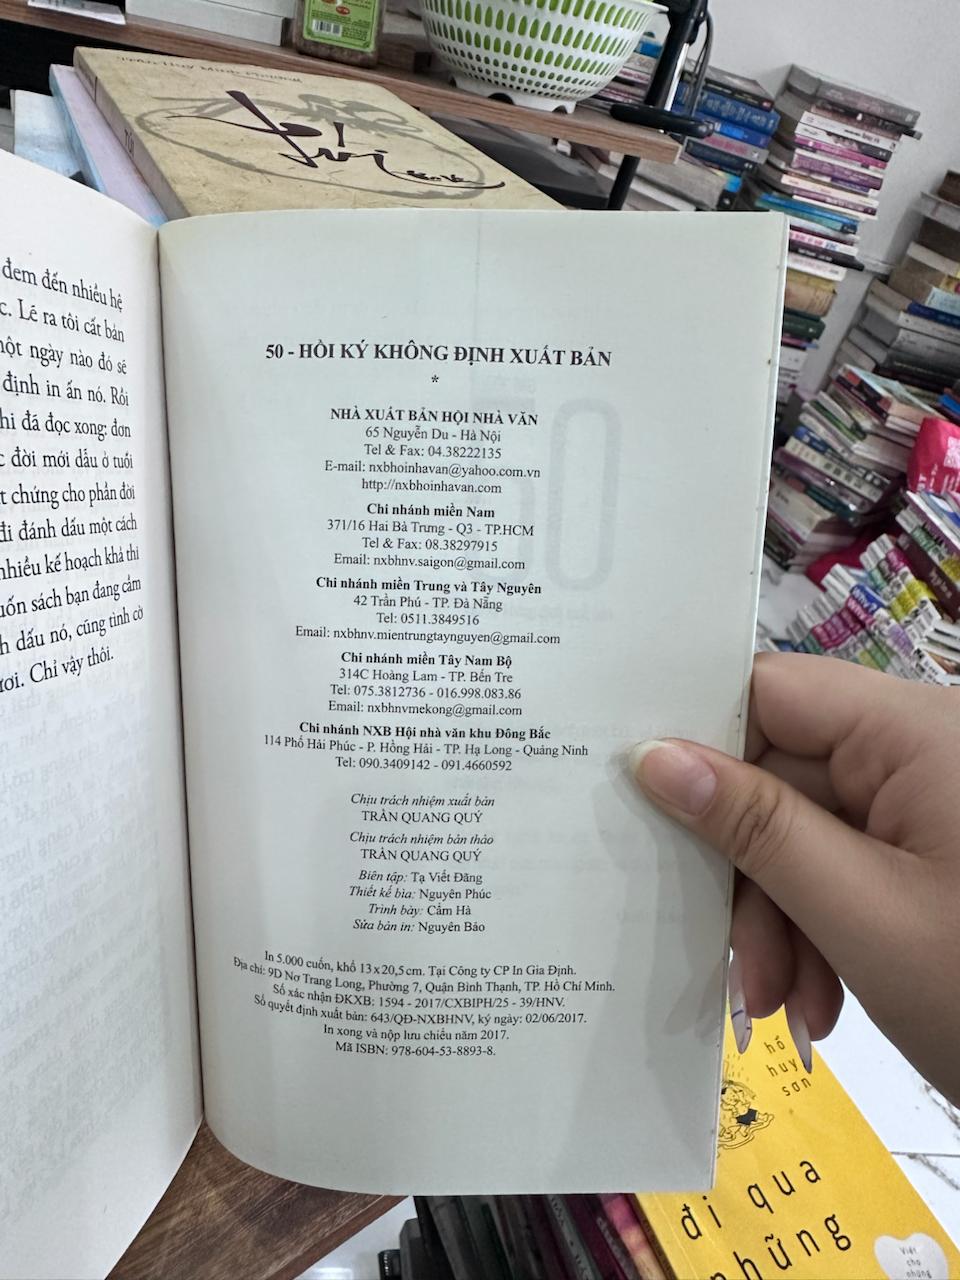 Trần Huy Minh Phương
TÚI
Túi
đem đến nhiều hệ
c. Lẽ ra tôi cất bản
một ngày nào đó sẽ
định in ấn nó. Rồi
hi đã đọc xong: đơn
c đời mới dẫu ở tuổi
t chứng cho phần đời
đi đánh dấu một cách
nhiều kế hoạch khả thi
uốn sách bạn đang cầm
h dấu nó, cũng tình cờ
ươi. Chỉ vậy thôi.
50 - HỒI KÝ KHÔNG ĐỊNH XUẤT BẢN
*
NHÀ XUẤT BẢN HỘI NHÀ VĂN
65 Nguyễn Du - Hà Nội
Tel & Fax: 04.38222135
E-mail: nxbhoinhavan@yahoo.com.vn
http://nxbhoinhavan.com
Chi nhánh miền Nam
371/16 Hai Bà Trưng - Q3 - TP.HCM
Tel & Fax: 08.38297915
Email: nxbhnv.saigon@gmail.com
Chi nhánh miền Trung và Tây Nguyên
42 Trần Phú - TP. Đà Nẵng
Tel: 0511.3849516
Email: nxbhnv.mientrungtaynguyen@gmail.com
Chi nhánh miền Tây Nam Bộ
314C Hoàng Lam - TP. Bến Tre
Tel: 075.3812736 - 016.998.083.86
Email: nxbhnvmekong@gmail.com
Chi nhánh NXB Hội nhà văn khu Đông Bắc
114 Phố Hải Phúc - P. Hồng Hải - TP. Hạ Long - Quảng Ninh
Tel: 090.3409142 - 091.4660592
Chịu trách nhiệm xuất bản
TRẦN QUANG QUÝ
Chịu trách nhiệm bản thảo
TRẦN QUANG QUÝ
Biên tập: Tạ Viết Đãng
Thiết kế bìa: Nguyên Phúc
Trình bày: Cẩm Hà
Sửa bản in: Nguyên Bảo
In 5.000 cuốn, khổ 13 x 20,5 cm. Tại Công ty CP In Gia Định.
Địa chỉ: 9D Nơ Trang Long, Phường 7, Quận Bình Thạnh, TP. Hồ Chí Minh.
Số xác nhận ĐKXB: 1594 - 2017/CXBIPH/25 - 39/HNV.
Số quyết định xuất bản: 643/QĐ-NXBHNV, ký ngày: 02/06/2017.
In xong và nộp lưu chiểu năm 2017.
Mã ISBN: 978-604-53-8893-8.
hồ
huy
sơn
đi qua
những
Viết
cho
những